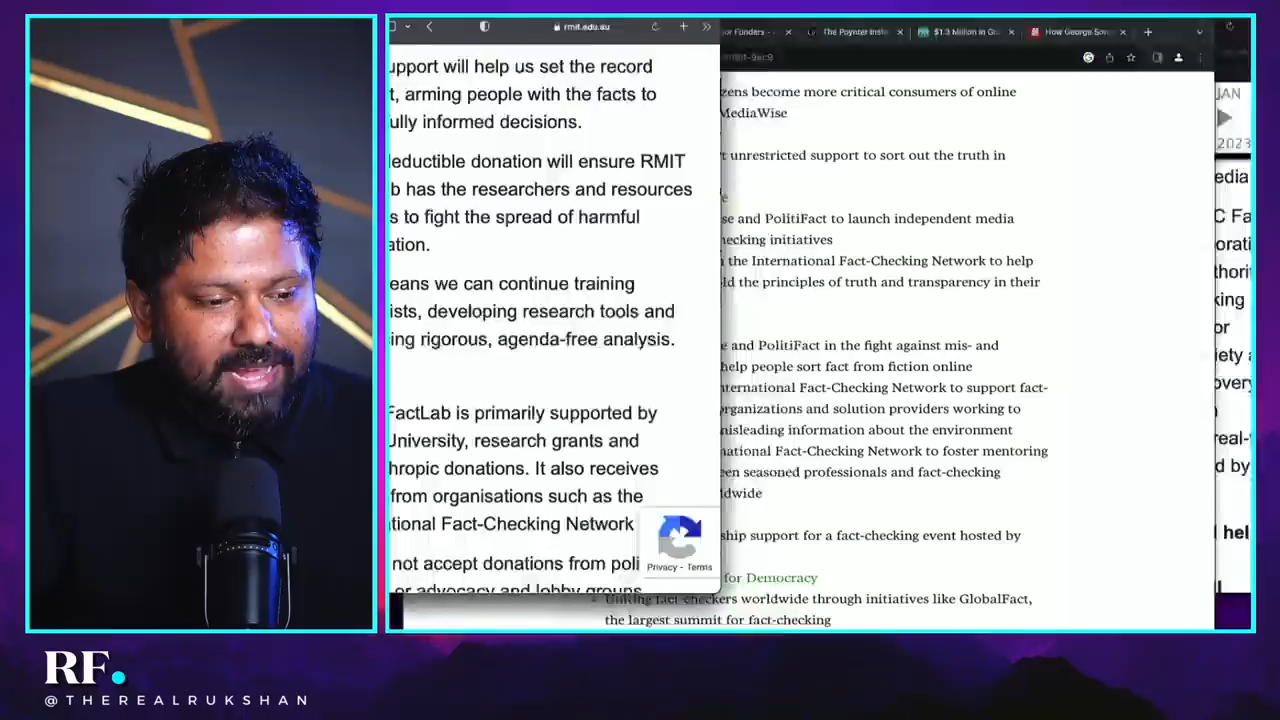 rmit.edu.au
upport will help us set the record
t, arming people with the facts to
ully informed decisions.
leductible donation will ensure RMIT
b has the researchers and resources
s to fight the spread of harmful
ation.
eans we can continue training
ists, developing research tools and
ing rigorous, agenda-free analysis.
FactLab is primarily supported by
University, research grants and
hropic donations. It also receives
from organisations such as the
tional Fact-Checking Network
not accept donations from poli
or advocacy and lobby groups
Privacy - Terms
or Funders -
The Poynter Inst
$1.3 Million in Gr
How George Sor
zens become more critical consumers of online
MediaWise
t unrestricted support to sort out the truth in
e
se and PolitiFact to launch independent media
hecking initiatives
n the International Fact-Checking Network to help
ld the principles of truth and transparency in their
e and PolitiFact in the fight against mis- and
help people sort fact from fiction online
nternational Fact-Checking Network to support fact-
organizations and solution providers working to
misleading information about the environment
national Fact-Checking Network to foster mentoring
een seasoned professionals and fact-checking
ldwide
ship support for a fact-checking event hosted by
for Democracy
Linking fact-checkers worldwide through initiatives like GlobalFact,
the largest summit for fact-checking
JAN
2023
edia
C Fa
orati
thorit
king
or
iety a
overy
real-
d by
hel
RF.
@THEREALRUKSHAN